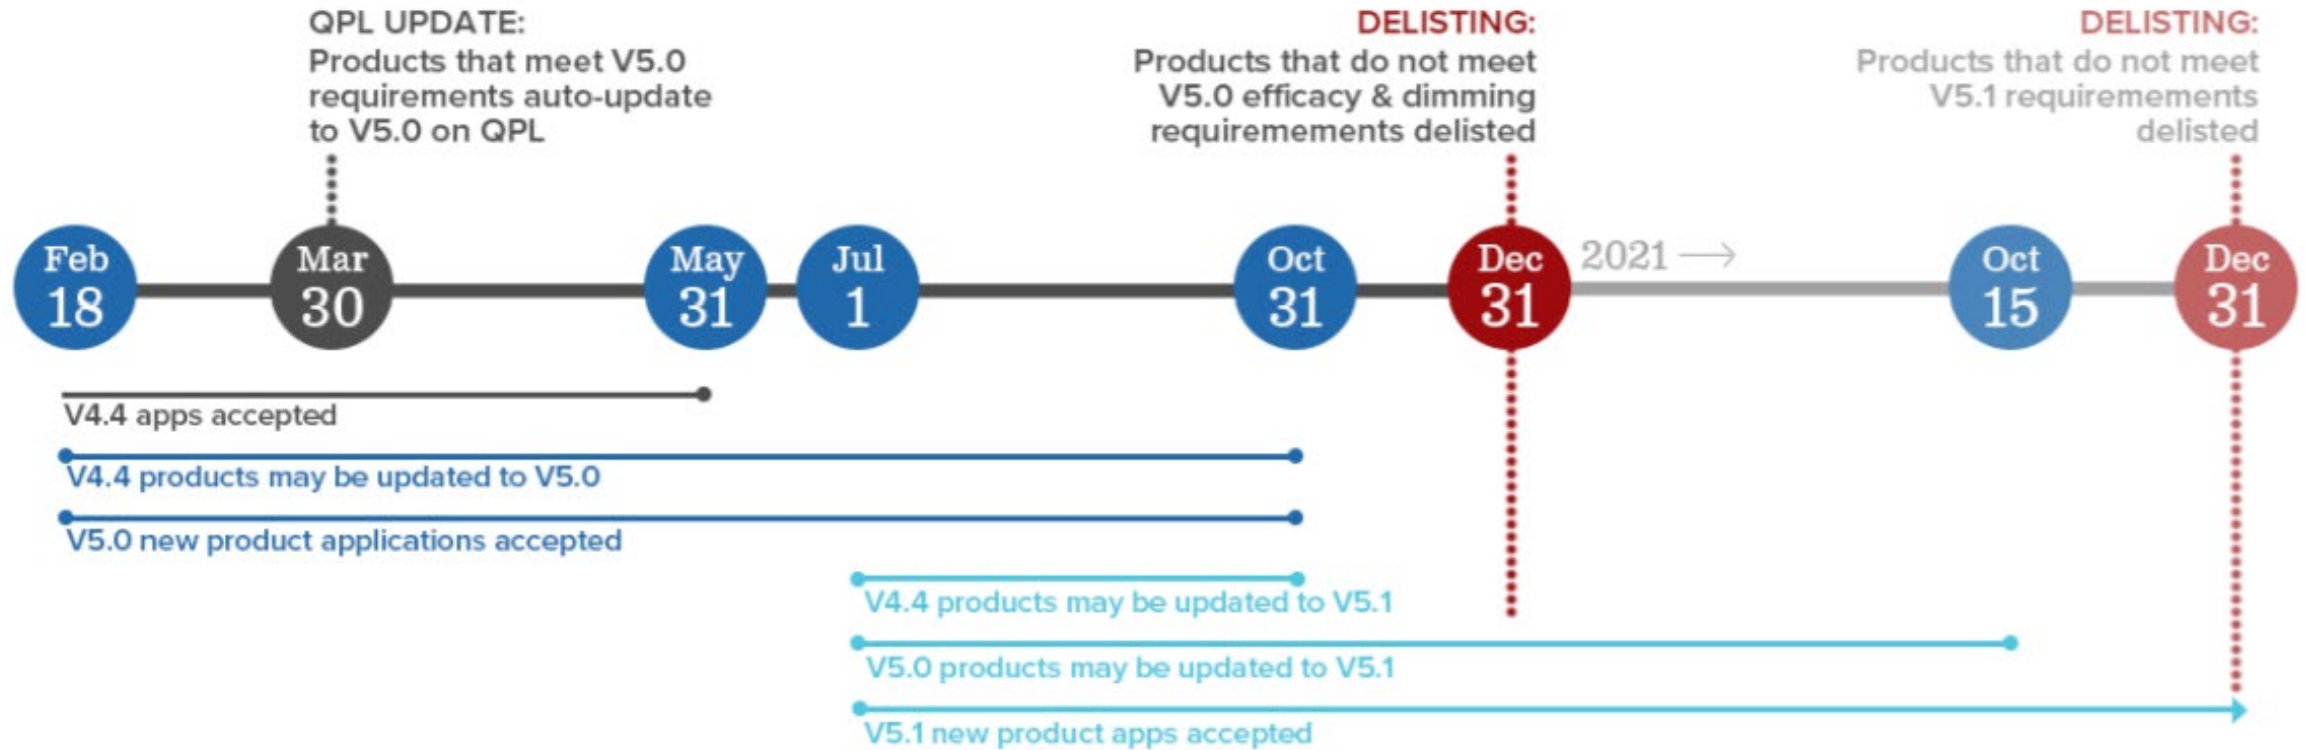 QPL UPDATE:
Products that meet V5.0
requirements auto-update
to V5.0 on QPL
DELISTING:
Products that do not meet
V5.0 efficacy & dimming
requiremements delisted
DELISTING:
Products that do not meet
V5.1 requiremements
delisted
Feb
18
Mar
30
May
31
Jul
1
Oct
31
Dec
31
2021 →
Oct
15
Dec
31
V4.4 apps accepted
V4.4 products may be updated to V5.0
V5.0 new product applications accepted
V4.4 products may be updated to V5.1
V5.0 products may be updated to V5.1
V5.1 new product apps accepted